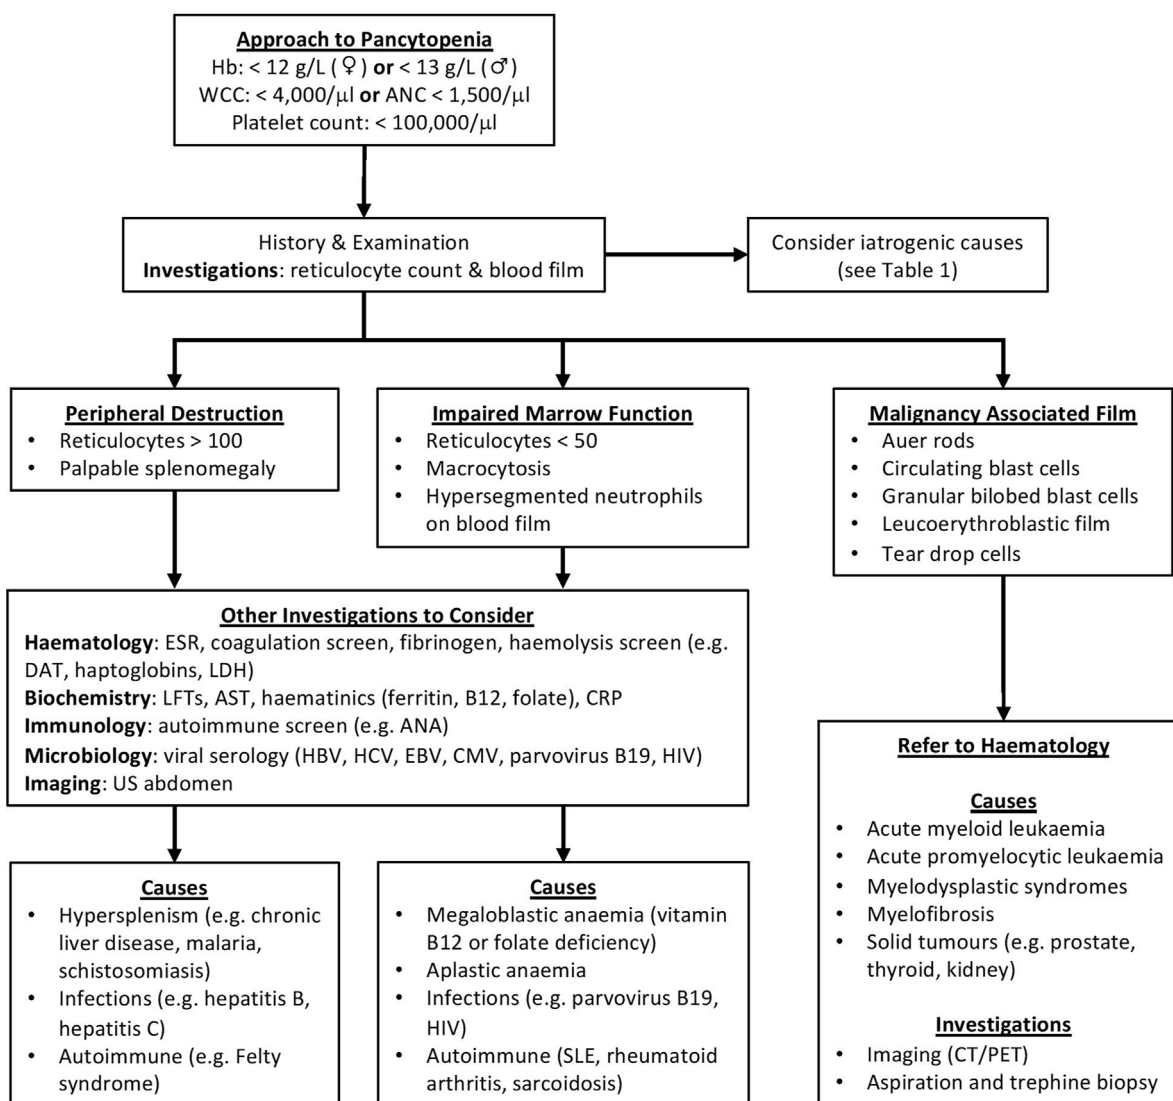 Approach to Pancytopenia
Hb: < 12 g/L (♀) or < 13 g/L (♂)
WCC: < 4,000/μl or ANC < 1,500/μl
Platelet count: < 100,000/μl
History & Examination
Investigations: reticulocyte count & blood film
Consider iatrogenic causes
(see Table 1)
Peripheral Destruction
• Reticulocytes > 100
• Palpable splenomegaly
Impaired Marrow Function
• Reticulocytes < 50
• Macrocytosis
• Hypersegmented neutrophils
on blood film
Malignancy Associated Film
• Auer rods
• Circulating blast cells
• Granular bilobed blast cells
• Leucoerythroblastic film
• Tear drop cells
Other Investigations to Consider
Haematology: ESR, coagulation screen, fibrinogen, haemolysis screen (e.g.
DAT, haptoglobins, LDH)
Biochemistry: LFTs, AST, haematinics (ferritin, B12, folate), CRP
Immunology: autoimmune screen (e.g. ANA)
Microbiology: viral serology (HBV, HCV, EBV, CMV, parvovirus B19, HIV)
Imaging: US abdomen
Causes
• Hypersplenism (e.g. chronic
liver disease, malaria,
schistosomiasis)
• Infections (e.g. hepatitis B,
hepatitis C)
• Autoimmune (e.g. Felty
syndrome)
Causes
• Megaloblastic anaemia (vitamin
B12 or folate deficiency)
• Aplastic anaemia
• Infections (e.g. parvovirus B19,
HIV)
• Autoimmune (SLE, rheumatoid
arthritis, sarcoidosis)
Refer to Haematology
Causes
• Acute myeloid leukaemia
• Acute promyelocytic leukaemia
• Myelodysplastic syndromes
• Myelofibrosis
• Solid tumours (e.g. prostate,
thyroid, kidney)
Investigations
• Imaging (CT/PET)
• Aspiration and trephine biopsy